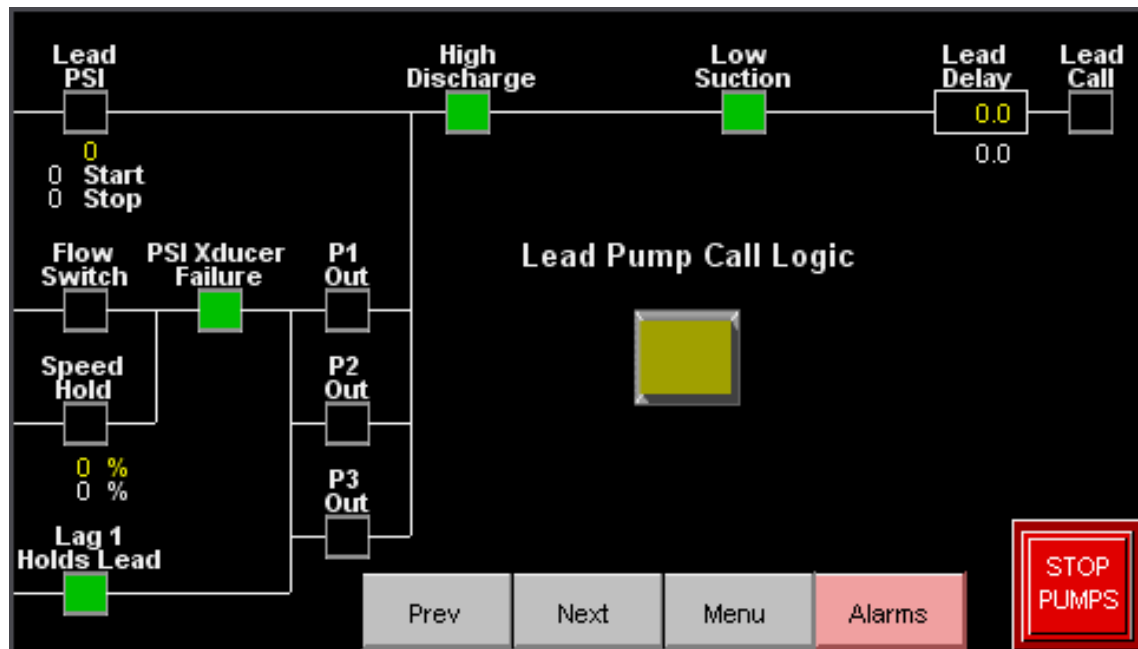 Lead
PSI
High
Discharge
Low
Suction
Lead
Delay
Lead
Call
0.0
0.0
0
0 Start
0 Stop
Flow
Switch
PSI Xducer
Failure
P1
Out
Lead Pump Call Logic
Speed
Hold
P2
Out
0 %
0 %
P3
Out
Lag 1
Holds Lead
STOP
PUMPS
Prev
Next
Menu
Alarms